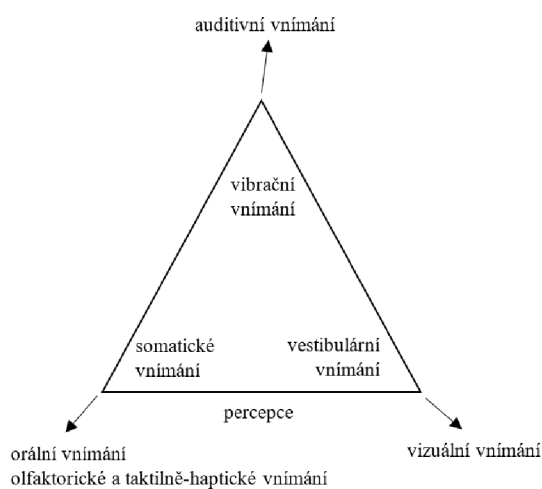 auditivní vnímání
vibrační
vnímání
somatické
vnímání
vestibulární
vnímání
percepce
orální vnímání
olfaktorické a taktilně-haptické vnímání
vizuální vnímání